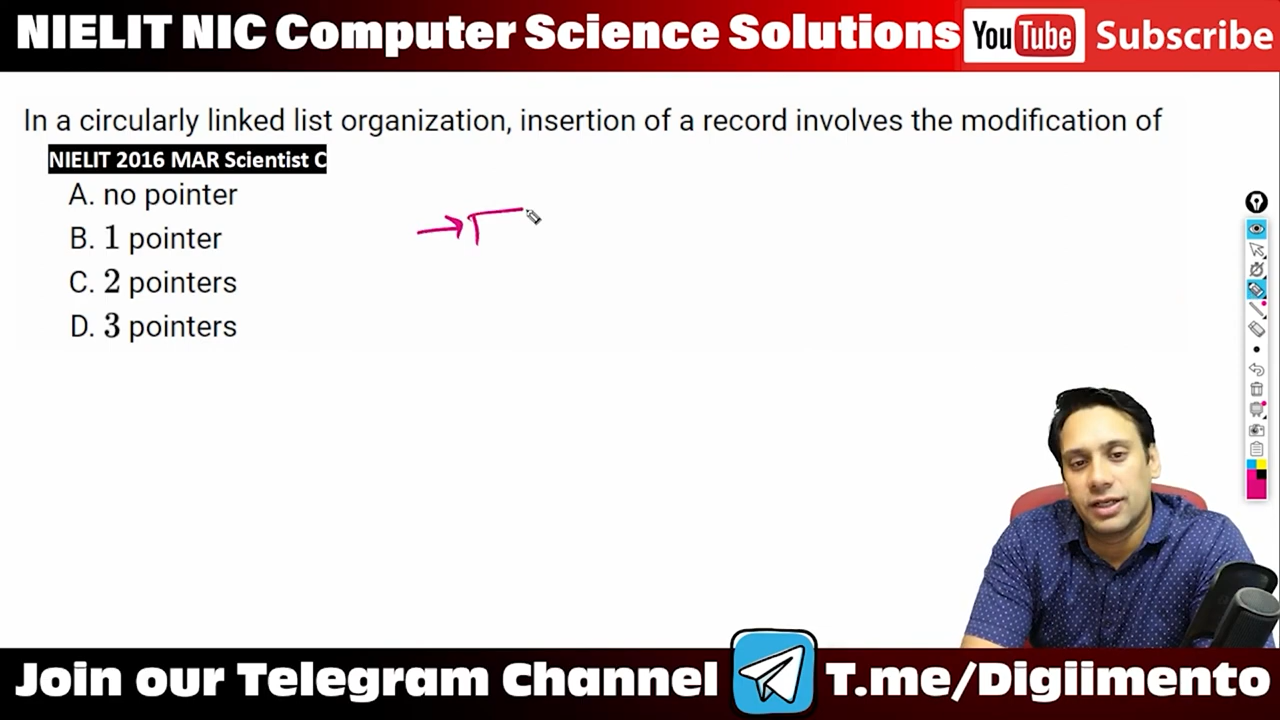 NIELIT NIC Computer Science Solutions YouTube Subscribe
In a circularly linked list organization, insertion of a record involves the modification of
NIELIT 2016 MAR Scientist C
A. no pointer
B. 1 pointer
C. 2 pointers
D. 3 pointers
Join our Telegram Channel T.me/Digiimento